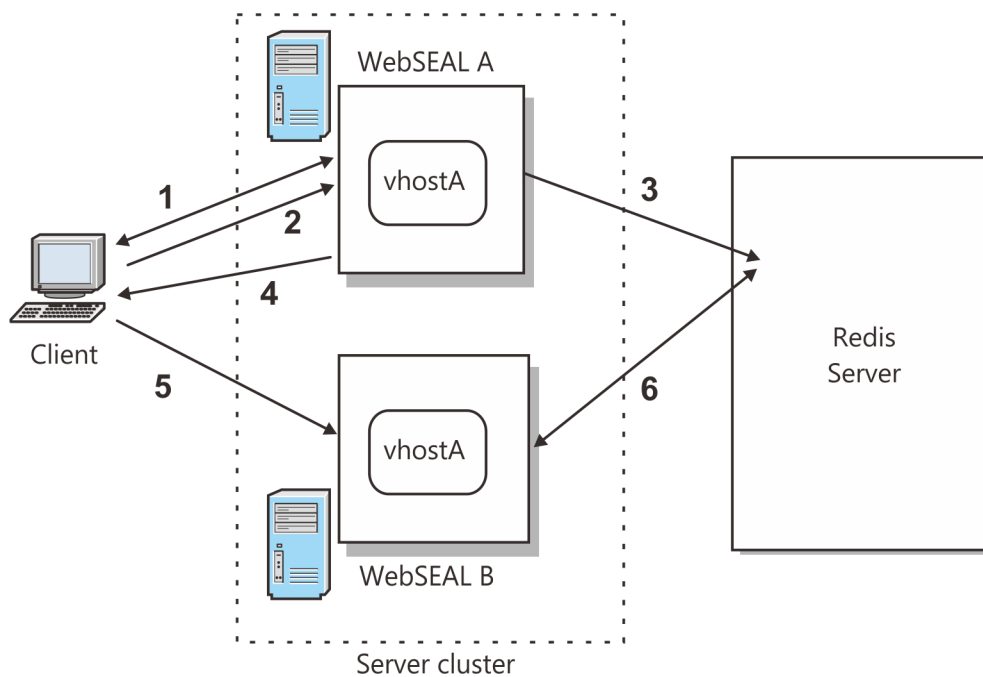 WebSEAL A
vhostA
1
2
3
4
Client
Redis
Server
5
6
vhostA
WebSEAL B
Server cluster